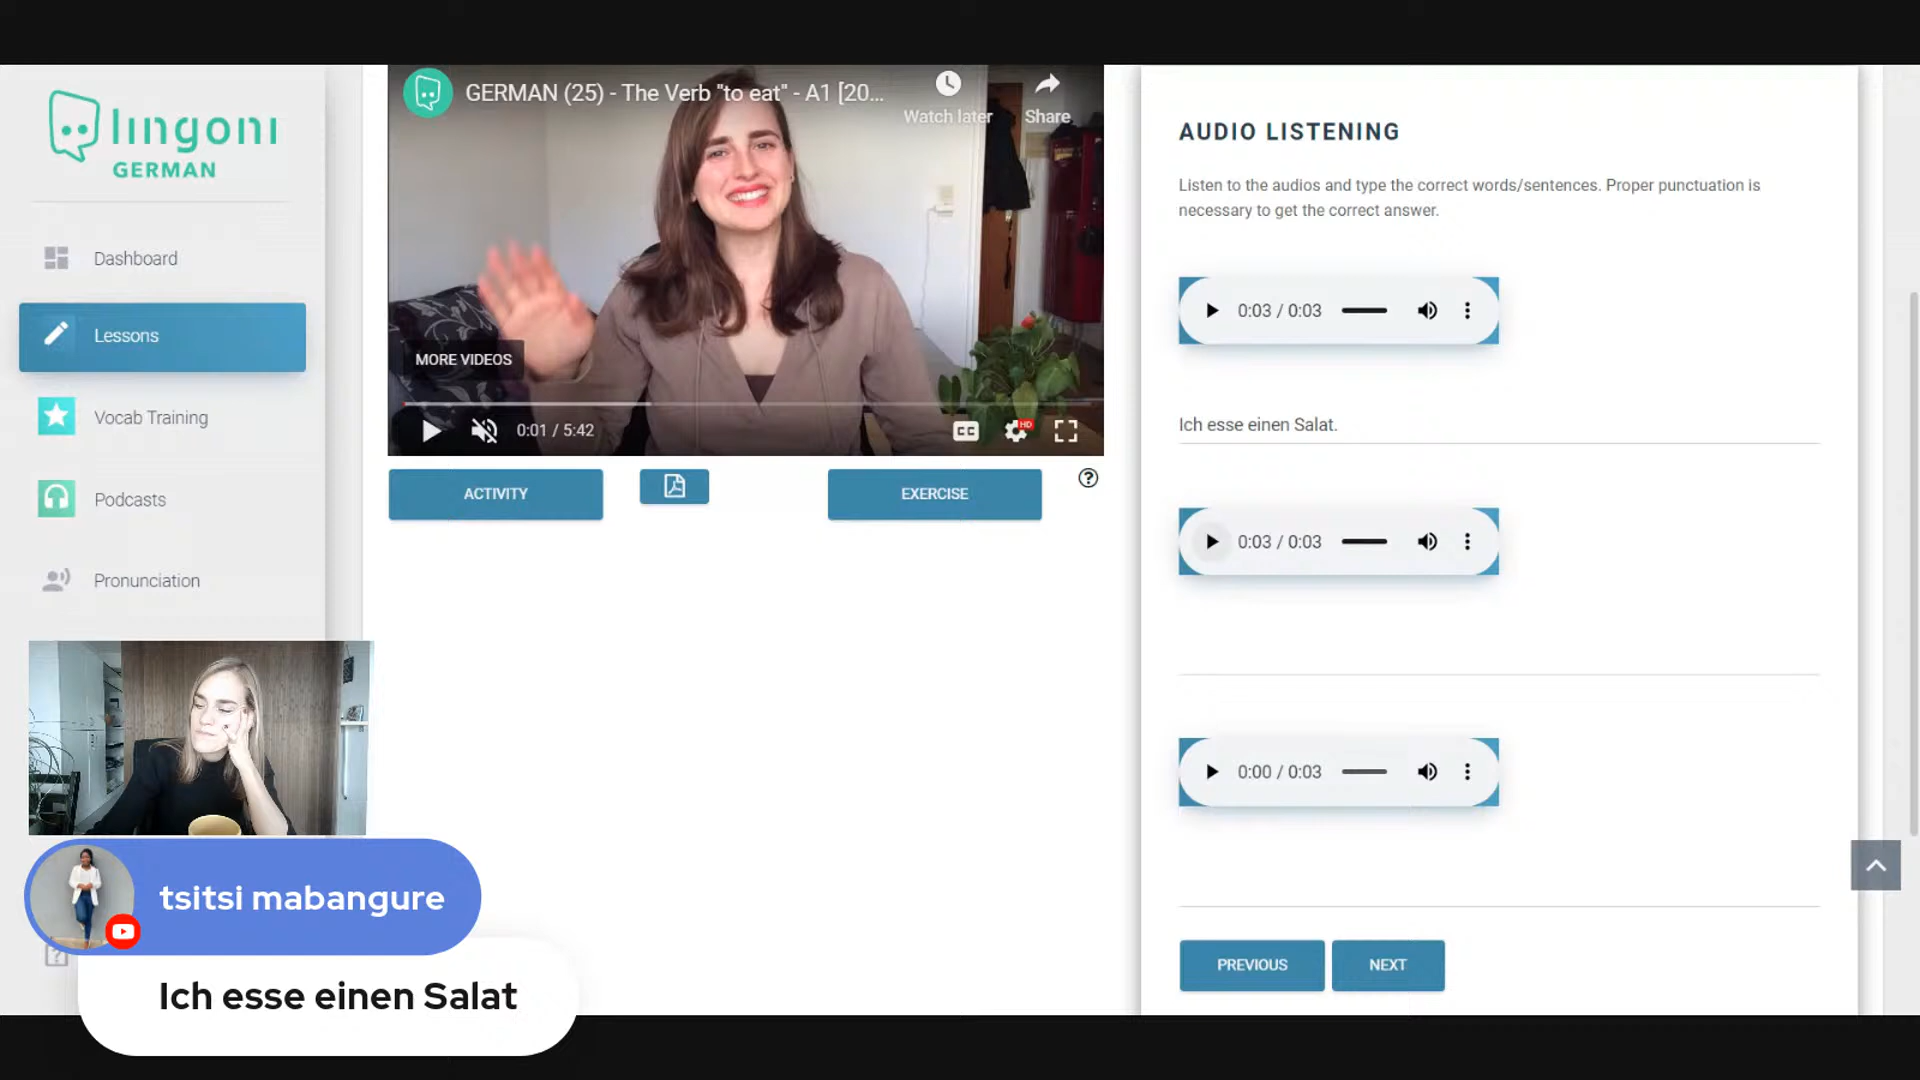 lingoni
GERMAN
Dashboard
Lessons
Vocab Training
Podcasts
Pronunciation
GERMAN (25) - The Verb "to eat" - A1 [20...
Watch later
Share
MORE VIDEOS
0:01 / 5:42
CC
HD
ACTIVITY
EXERCISE
AUDIO LISTENING
Listen to the audios and type the correct words/sentences. Proper punctuation is
necessary to get the correct answer.
0:03 / 0:03
Ich esse einen Salat.
0:03 / 0:03
0:00 / 0:03
PREVIOUS
NEXT
tsitsi mabangure
Ich esse einen Salat